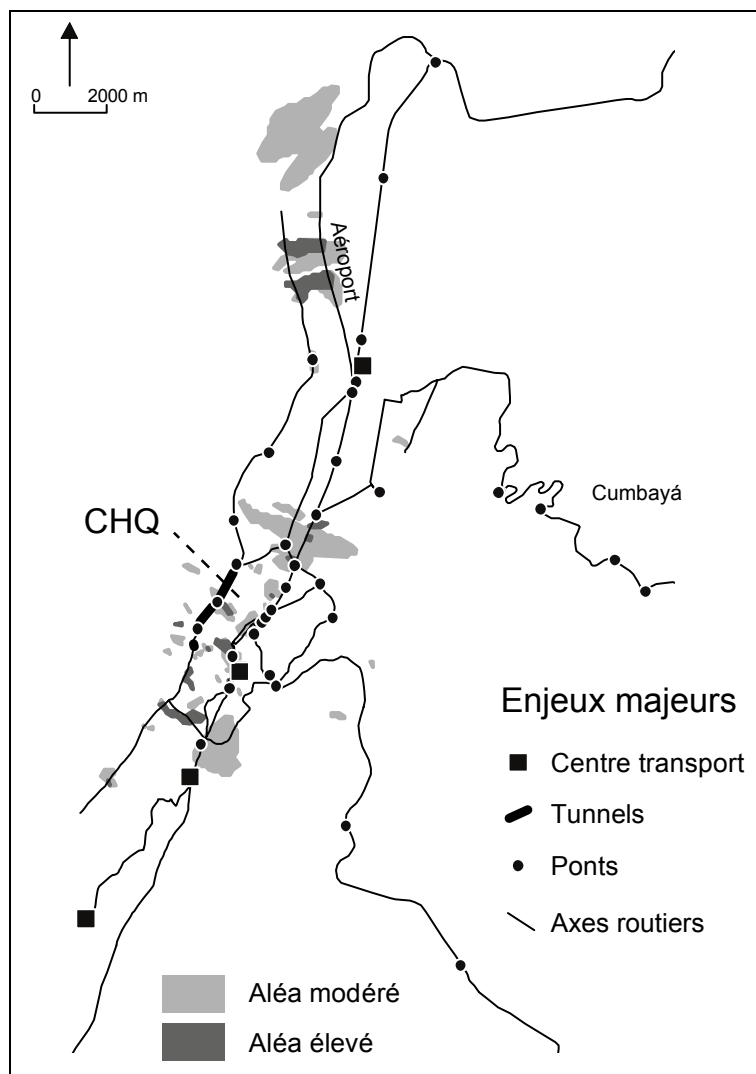 0 2000 m
Aéroport
Cumbayá
CHQ
Enjeux majeurs
Centre transport
Tunnels
Ponts
Axes routiers
Aléa modéré
Aléa élevé